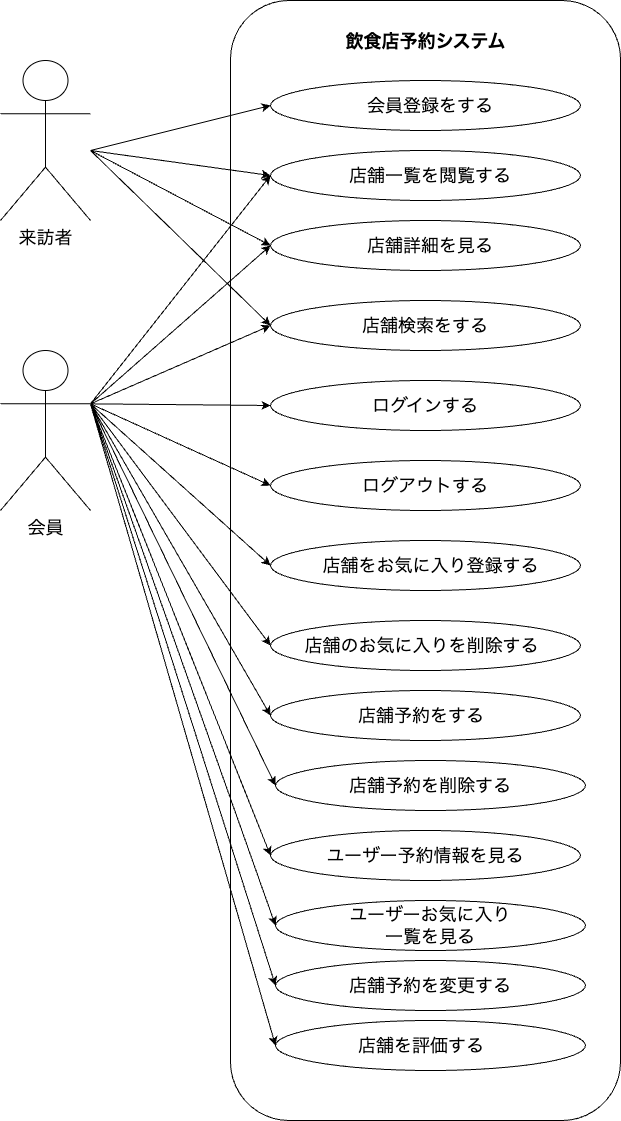 飲食店予約システム
会員登録をする
店舗一覧を閲覧する
来訪者
店舗詳細を見る
店舗検索をする
ログインする
ログアウトする
会員
店舗をお気に入り登録する
店舗のお気に入りを削除する
店舗予約をする
店舗予約を削除する
ユーザー予約情報を見る
ユーザーお気に入り
一覧を見る
店舗予約を変更する
店舗を評価する